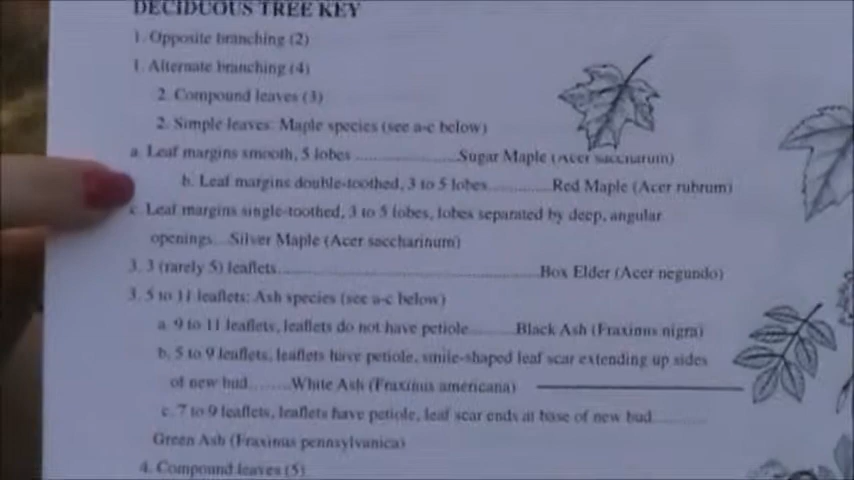 DECIDUOUS TREE KEY
1. Opposite branching (2)
1. Alternate branching (4)
2. Compound leaves (3)
2. Simple leaves: Maple species (see a-c below)
a. Leaf margins smooth, 5 lobes ........................Sugar Maple (Acer saccharum)
b. Leaf margins double-toothed, 3 to 5 lobes...............Red Maple (Acer rubrum)
c. Leaf margins single-toothed, 3 to 5 lobes, lobes separated by deep, angular
openings...Silver Maple (Acer saccharinum)
3. 3 (rarely 5) leaflets..............................................................Box Elder (Acer negundo)
3. 5 to 11 leaflets: Ash species (see a-c below)
a. 9 to 11 leaflets, leaflets do not have petiole...........Black Ash (Fraxinus nigra)
b. 5 to 9 leaflets, leaflets have petiole, smile-shaped leaf scar extending up sides
of new bud.........White Ash (Fraxinus americana)
c. 7 to 9 leaflets, leaflets have petiole, leaf scar ends at base of new bud............
Green Ash (Fraxinus pennsylvanica)
4. Compound leaves (5)